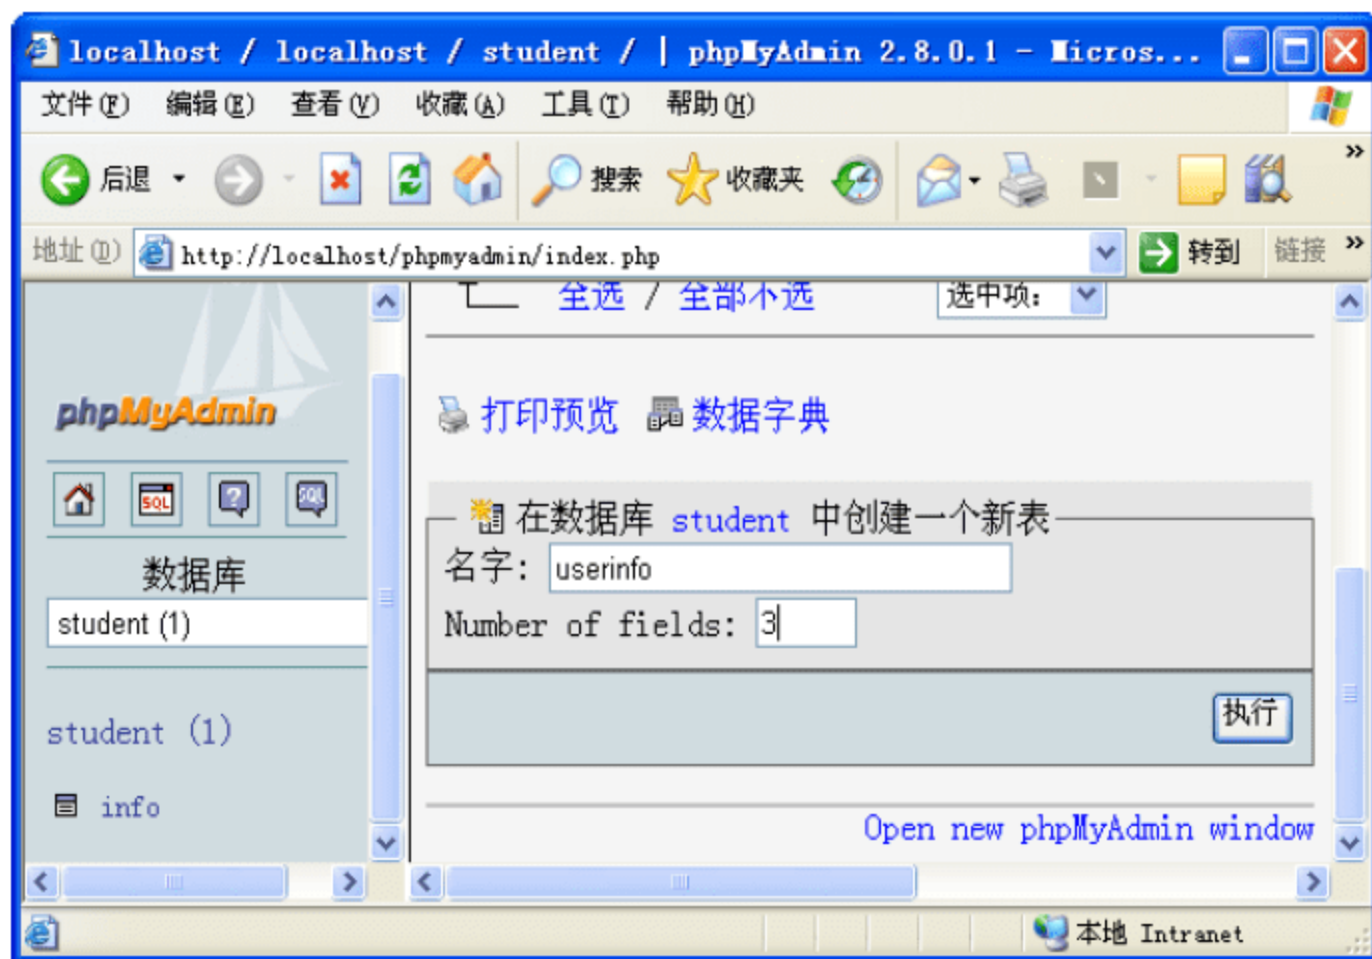 localhost / localhost / student / | phpMyAdmin 2.8.0.1 - Micros...
文件(F) 编辑(E) 查看(V) 收藏(A) 工具(T) 帮助(H)
后退 搜索 收藏夹 »
地址(D) http://localhost/phpmyadmin/index.php 转到 链接 »
phpMyAdmin
SQL ? SQL
数据库
student (1)
student (1)
info
全选 / 全部不选 选中项:
打印预览 数据字典
在数据库 student 中创建一个新表
名字: userinfo
Number of fields: 3
执行
Open new phpMyAdmin window
本地 Intranet